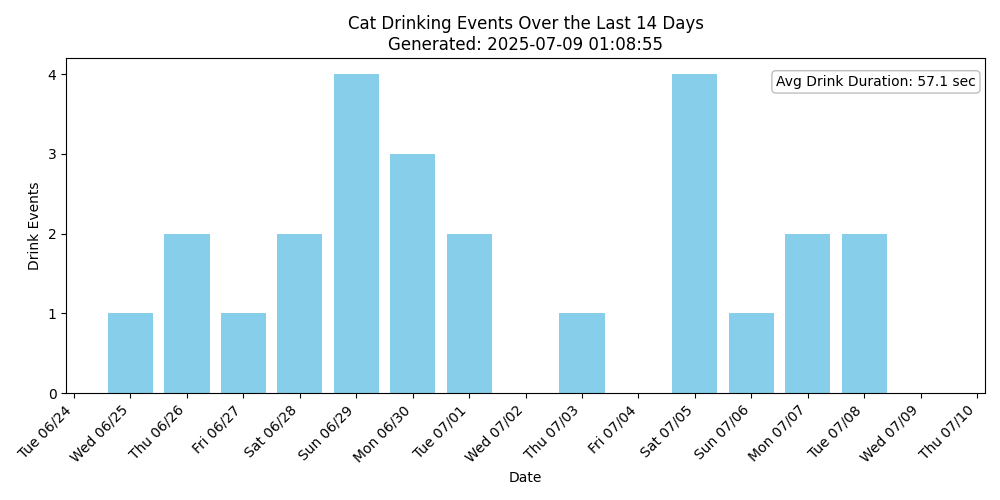 Cat Drinking Events Over the Last 14 Days
Generated: 2025-07-09 01:08:55
Avg Drink Duration: 57.1 sec
Drink Events
4
3
2
1
0
Tue 06/24
Wed 06/25
Thu 06/26
Fri 06/27
Sat 06/28
Sun 06/29
Mon 06/30
Tue 07/01
Wed 07/02
Thu 07/03
Fri 07/04
Sat 07/05
Sun 07/06
Mon 07/07
Tue 07/08
Wed 07/09
Thu 07/10
Date